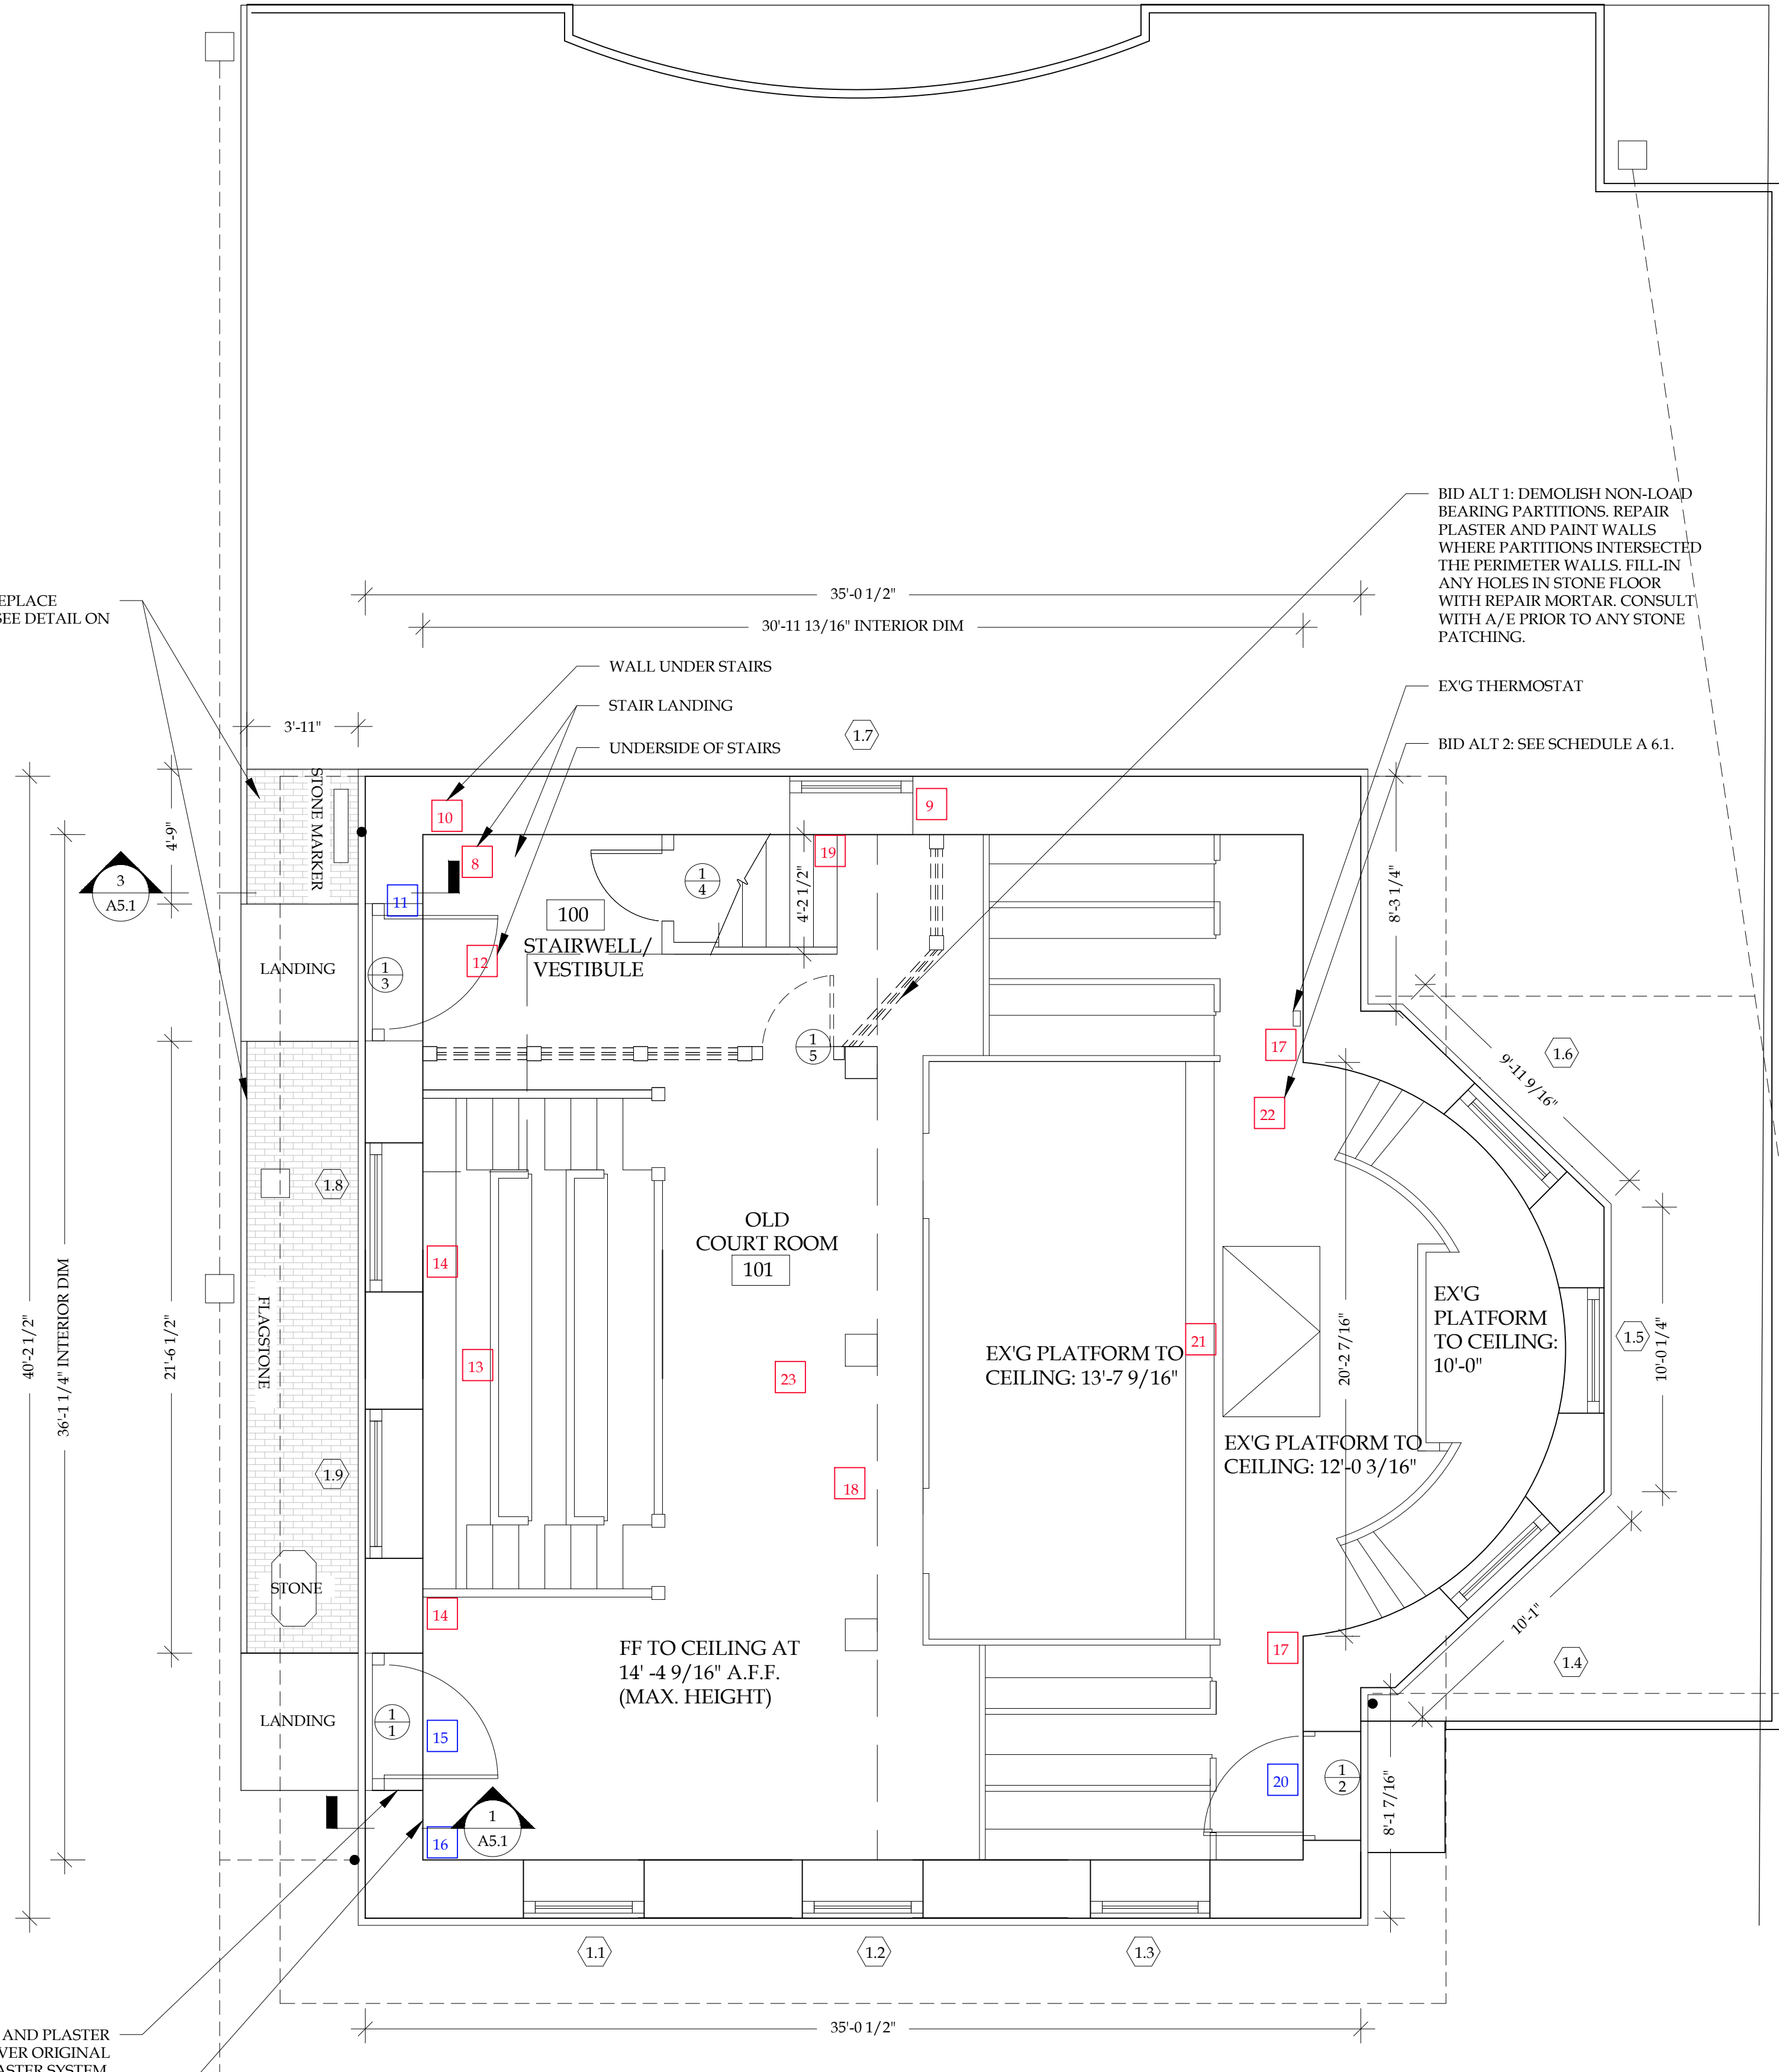 BID ALT 1: DEMOLISH NON-LOAD
BEARING PARTITIONS. REPAIR
PLASTER AND PAINT WALLS
WHERE PARTITIONS INTERSECTED
THE PERIMETER WALLS. FILL-IN
ANY HOLES IN STONE FLOOR
WITH REPAIR MORTAR. CONSULT
WITH A/E PRIOR TO ANY STONE
PATCHING.
EPLACE
SEE DETAIL ON
35'-0 1/2"
30'-11 13/16" INTERIOR DIM
WALL UNDER STAIRS
STAIR LANDING
UNDERSIDE OF STAIRS
EX'G THERMOSTAT
BID ALT 2: SEE SCHEDULE A 6.1.
3'-11"
1.7
STONE MARKER
4'-9"
10
9
8
19
3
A5.1
11
1
4
4'-2 1/2"
8'-3 1/4"
100
STAIRWELL/
VESTIBULE
12
LANDING
1
3
1
5
17
22
1.6
9'-11 9/16"
1.8
OLD
COURT ROOM
101
14
40'-2 1/2"
36'-1 1/4" INTERIOR DIM
21'-6 1/2"
FLAGSTONE
13
23
EX'G PLATFORM TO
CEILING: 13'-7 9/16"
21
20'-2 7/16"
EX'G
PLATFORM
TO CEILING:
10'-0"
1.5
10'-0 1/4"
EX'G PLATFORM TO
CEILING: 12'-0 3/16"
1.9
18
STONE
14
FF TO CEILING AT
14' -4 9/16" A.F.F.
(MAX. HEIGHT)
17
10'-1"
1.4
LANDING
1
1
15
20
1
2
8'-1 7/16"
16
1
A5.1
1.1
1.2
1.3
35'-0 1/2"
AND PLASTER
VER ORIGINAL
ASTER SYSTEM